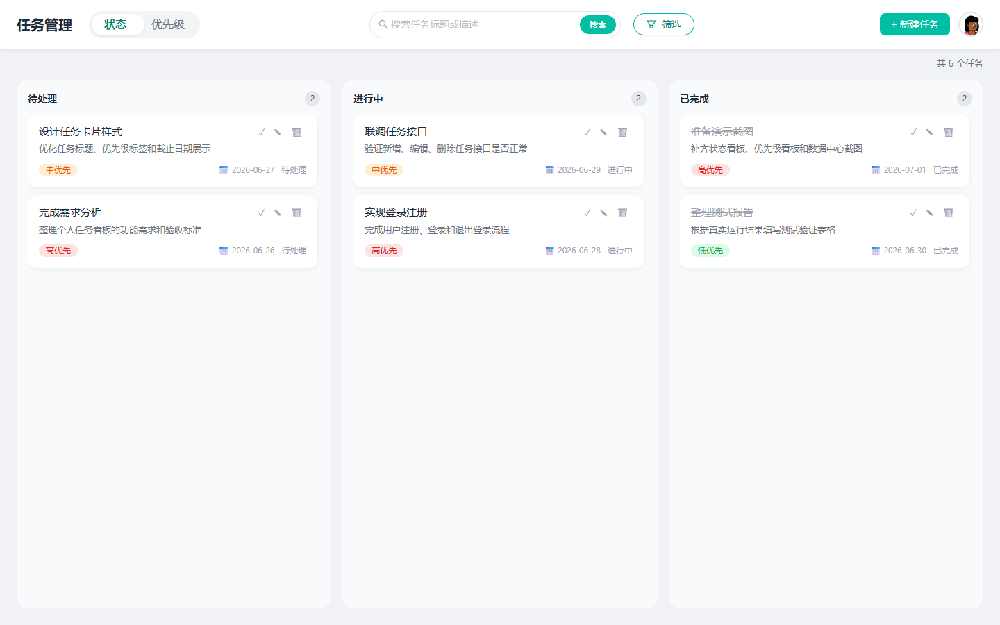 任务管理
状态 优先级
搜索任务标题或描述 搜索
筛选
+ 新建任务
共 6 个任务
待处理 2
设计任务卡片样式
优化任务标题、优先级标签和截止日期展示
中优先 2026-06-27 待处理
完成需求分析
整理个人任务看板的功能需求和验收标准
高优先 2026-06-26 待处理
进行中 2
联调任务接口
验证新增、编辑、删除任务接口是否正常
中优先 2026-06-29 进行中
实现登录注册
完成用户注册、登录和退出登录流程
高优先 2026-06-28 进行中
已完成 2
准备演示截图
补齐状态看板、优先级看板和数据中心截图
高优先 2026-07-01 已完成
整理测试报告
根据真实运行结果填写测试验证表格
低优先 2026-06-30 已完成